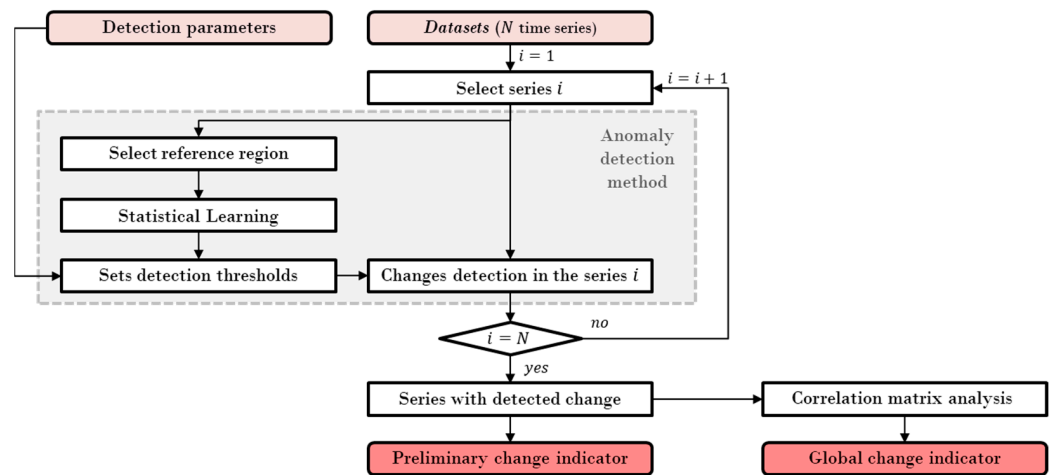 Detection parameters
Datasets (N time series)
i = 1
Select series i
i = i + 1
Anomaly
detection
method
Select reference region
Statistical Learning
Sets detection thresholds
Changes detection in the series i
i = N
no
yes
Series with detected change
Correlation matrix analysis
Preliminary change indicator
Global change indicator